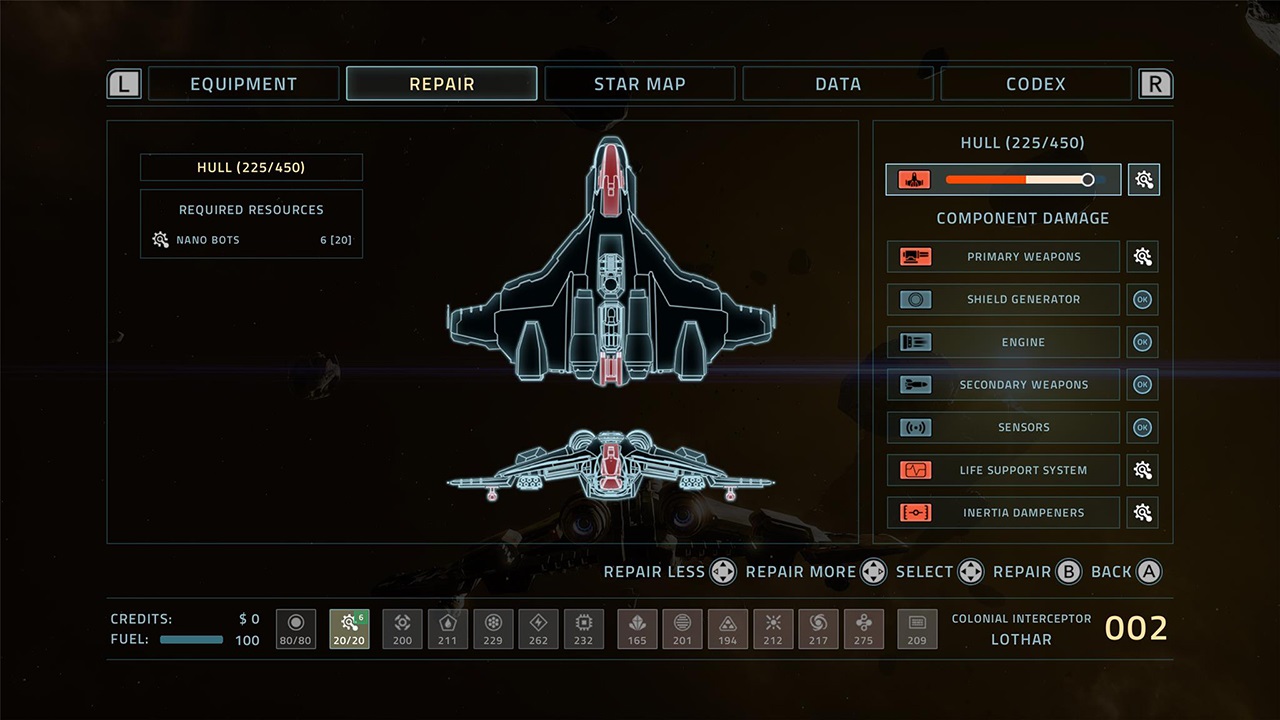 L EQUIPMENT REPAIR STAR MAP DATA CODEX R
HULL (225/450)
REQUIRED RESOURCES
NANO BOTS 6 [20]
HULL (225/450)
COMPONENT DAMAGE
PRIMARY WEAPONS
SHIELD GENERATOR OK
ENGINE OK
SECONDARY WEAPONS OK
SENSORS OK
LIFE SUPPORT SYSTEM
INERTIA DAMPENERS
REPAIR LESS REPAIR MORE SELECT REPAIR B BACK A
CREDITS: $ 0
FUEL: 100
80/80 6 20/20 200 211 229 262 232 165 201 194 212 217 275 209
COLONIAL INTERCEPTOR
LOTHAR
002